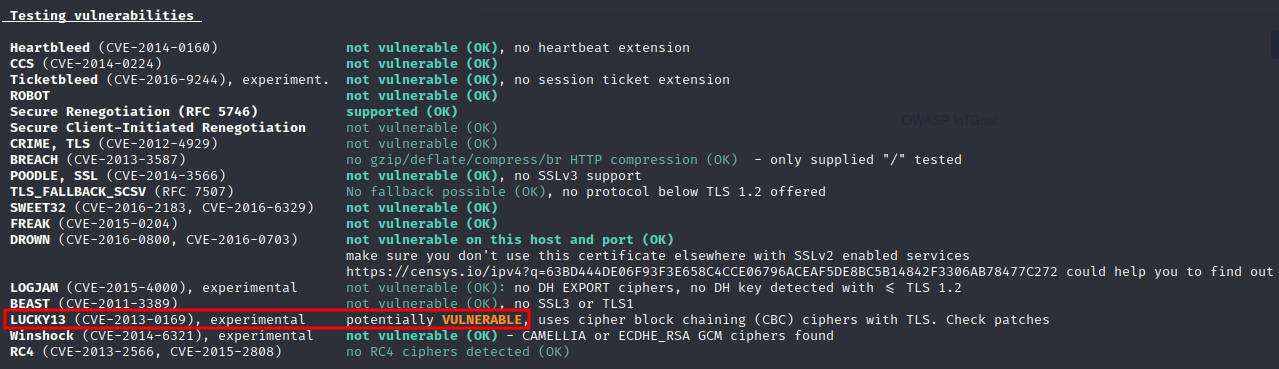 Testing vulnerabilities
Heartbleed (CVE-2014-0160) not vulnerable (OK), no heartbeat extension
CCS (CVE-2014-0224) not vulnerable (OK)
Ticketbleed (CVE-2016-9244), experiment. not vulnerable (OK), no session ticket extension
ROBOT not vulnerable (OK)
Secure Renegotiation (RFC 5746) supported (OK)
Secure Client-Initiated Renegotiation not vulnerable (OK)
CRIME, TLS (CVE-2012-4929) not vulnerable (OK)
BREACH (CVE-2013-3587) no gzip/deflate/compress/br HTTP compression (OK) - only supplied "/" tested
POODLE, SSL (CVE-2014-3566) not vulnerable (OK), no SSLv3 support
TLS_FALLBACK_SCSV (RFC 7507) No fallback possible (OK), no protocol below TLS 1.2 offered
SWEET32 (CVE-2016-2183, CVE-2016-6329) not vulnerable (OK)
FREAK (CVE-2015-0204) not vulnerable (OK)
DROWN (CVE-2016-0800, CVE-2016-0703) not vulnerable on this host and port (OK)
make sure you don't use this certificate elsewhere with SSLv2 enabled services
https://censys.io/ipv4?q=63BD444DE06F93F3E658C4CCE06796ACEAF5DE8BC5B14842F3306AB78477C272 could help you to find out
LOGJAM (CVE-2015-4000), experimental not vulnerable (OK): no DH EXPORT ciphers, no DH key detected with <= TLS 1.2
BEAST (CVE-2011-3389) not vulnerable (OK), no SSL3 or TLS1
LUCKY13 (CVE-2013-0169), experimental potentially VULNERABLE, uses cipher block chaining (CBC) ciphers with TLS. Check patches
Winshock (CVE-2014-6321), experimental not vulnerable (OK) - CAMELLIA or ECDHE_RSA GCM ciphers found
RC4 (CVE-2013-2566, CVE-2015-2808) no RC4 ciphers detected (OK)
OWASP IoTGoat